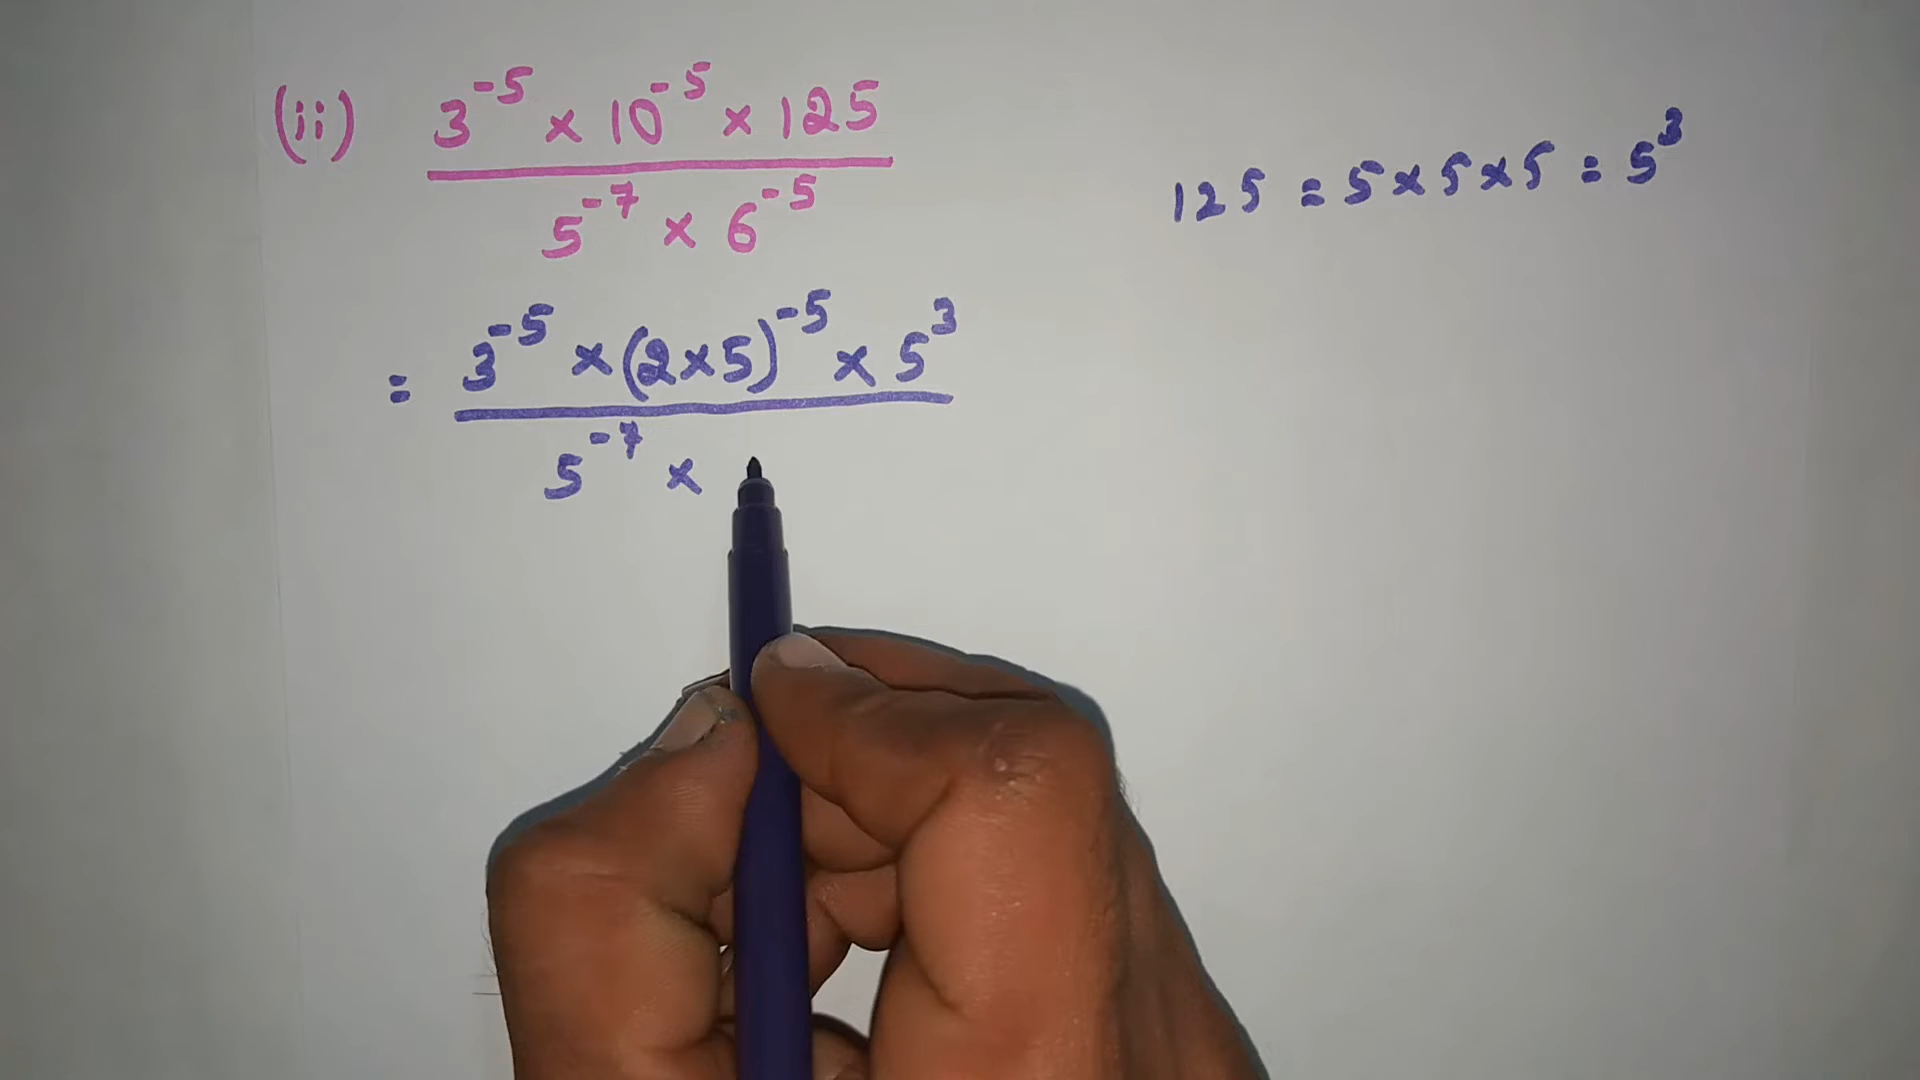 (ii) 3⁻⁵ × 10⁻⁵ × 125
5⁻⁷ × 6⁻⁵
125 = 5 × 5 × 5 = 5³
= 3⁻⁵ × (2 × 5)⁻⁵ × 5³
5⁻⁷ ×